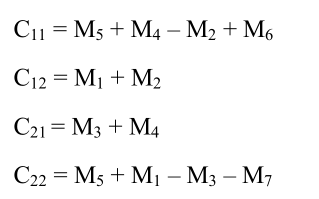 C₁₁ = M₅ + M₄ – M₂ + M₆
C₁₂ = M₁ + M₂
C₂₁ = M₃ + M₄
C₂₂ = M₅ + M₁ – M₃ – M₇